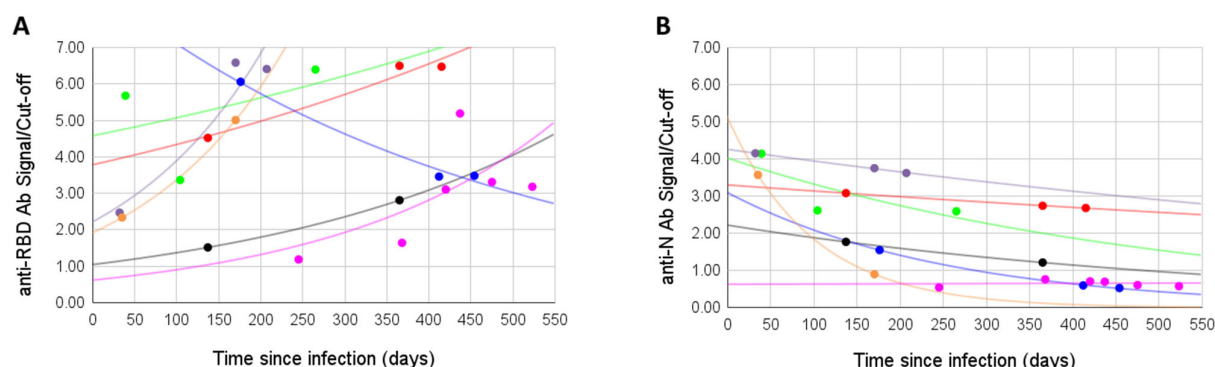 A
anti-RBD Ab Signal/Cut-off
7.00
6.00
5.00
4.00
3.00
2.00
1.00
0.00
0 50 100 150 200 250 300 350 400 450 500 550
Time since infection (days)
B
anti-N Ab Signal/Cut-off
7.00
6.00
5.00
4.00
3.00
2.00
1.00
0.00
0 50 100 150 200 250 300 350 400 450 500 550
Time since infection (days)